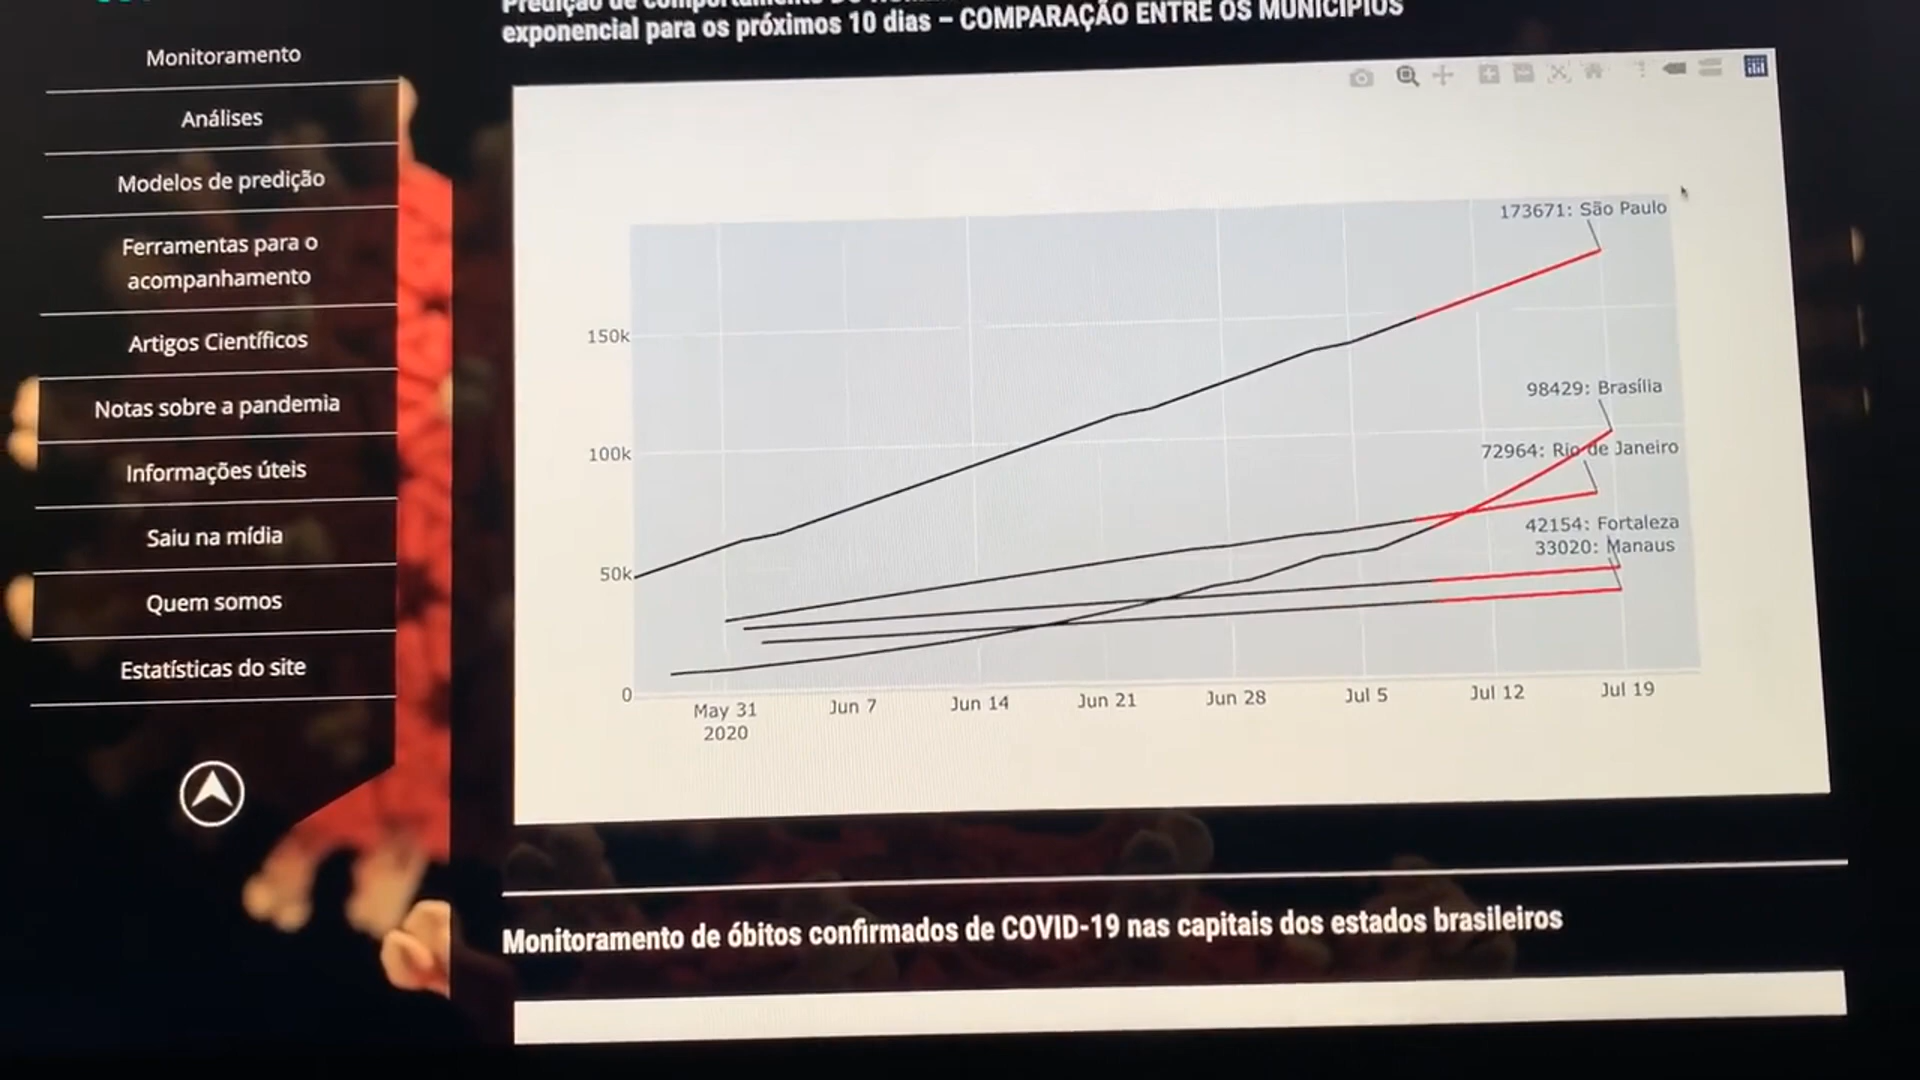 Monitoramento
Análises
Modelos de predição
Ferramentas para o
acompanhamento
Artigos Científicos
Notas sobre a pandemia
Informações úteis
Saiu na mídia
Quem somos
Estatísticas do site
exponencial para os próximos 10 dias – COMPARAÇÃO ENTRE OS MUNICÍPIOS
173671: São Paulo
98429: Brasília
72964: Rio de Janeiro
42154: Fortaleza
33020: Manaus
150k
100k
50k
0
May 31
2020
Jun 7
Jun 14
Jun 21
Jun 28
Jul 5
Jul 12
Jul 19
Monitoramento de óbitos confirmados de COVID-19 nas capitais dos estados brasileiros